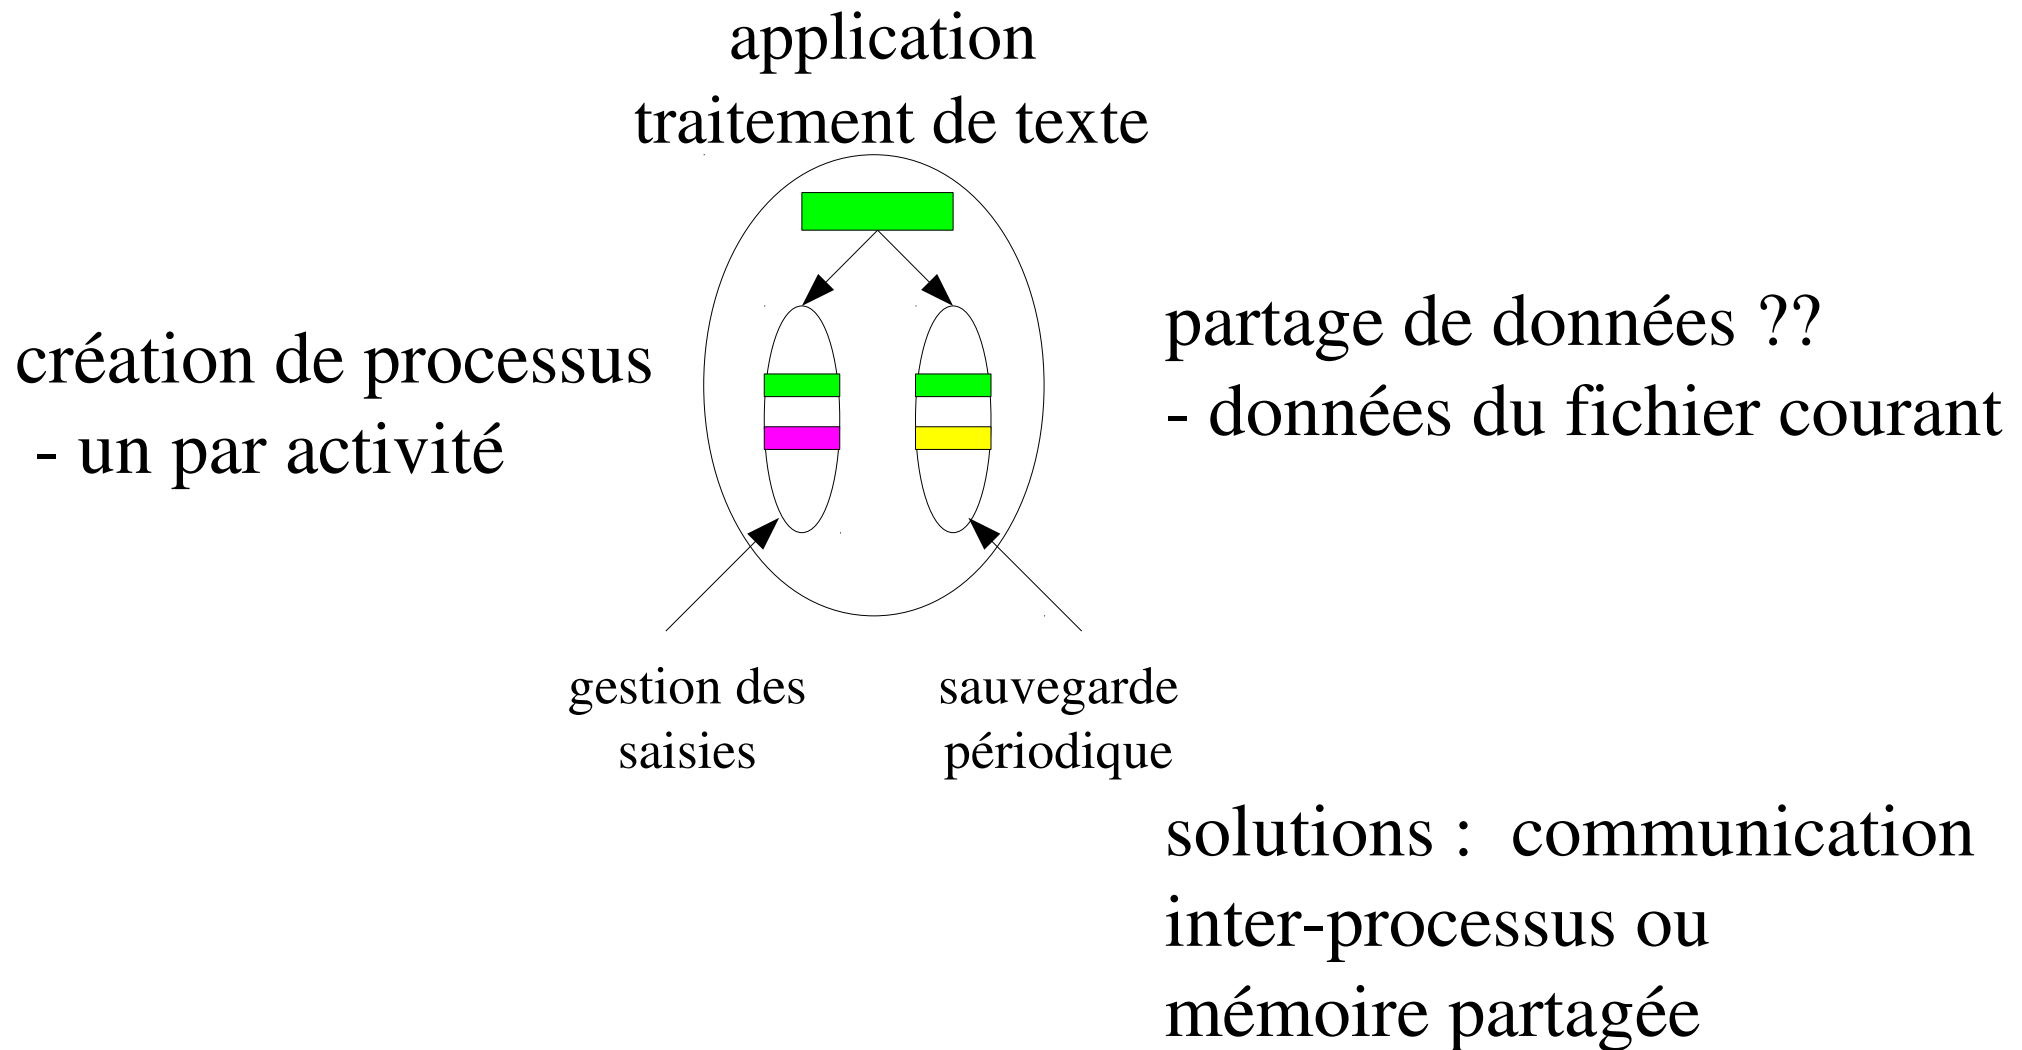 application
traitement de texte
création de processus
- un par activité
partage de données ??
- données du fichier courant
gestion des
saisies
sauvegarde
périodique
solutions : communication
inter-processus ou
mémoire partagée